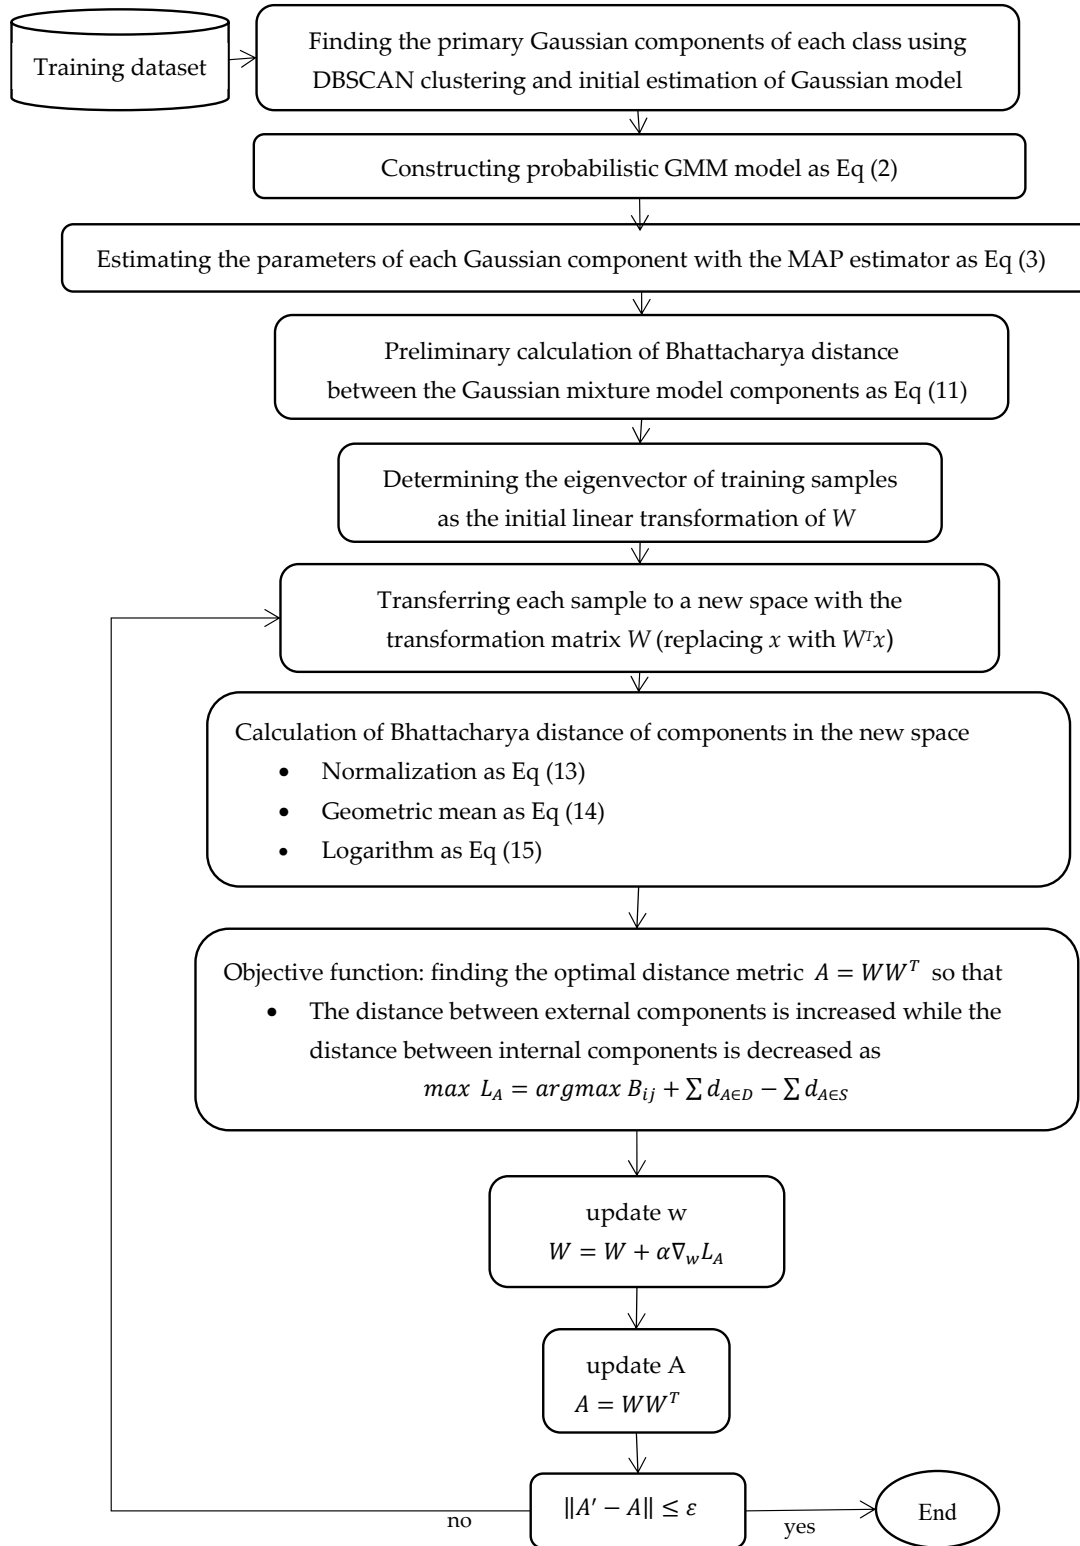 Training dataset
Finding the primary Gaussian components of each class using
DBSCAN clustering and initial estimation of Gaussian model
Constructing probabilistic GMM model as Eq (2)
Estimating the parameters of each Gaussian component with the MAP estimator as Eq (3)
Preliminary calculation of Bhattacharya distance
between the Gaussian mixture model components as Eq (11)
Determining the eigenvector of training samples
as the initial linear transformation of W
Transferring each sample to a new space with the
transformation matrix W (replacing x with Wᵀx)
Calculation of Bhattacharya distance of components in the new space
• Normalization as Eq (13)
• Geometric mean as Eq (14)
• Logarithm as Eq (15)
Objective function: finding the optimal distance metric A = WWᵀ so that
• The distance between external components is increased while the
distance between internal components is decreased as
max L_A = argmax B_ij + ∑ d_A∈D − ∑ d_A∈S
update w
W = W + α∇_w L_A
update A
A = WWᵀ
‖A′ − A‖ ≤ ε
no
yes
End